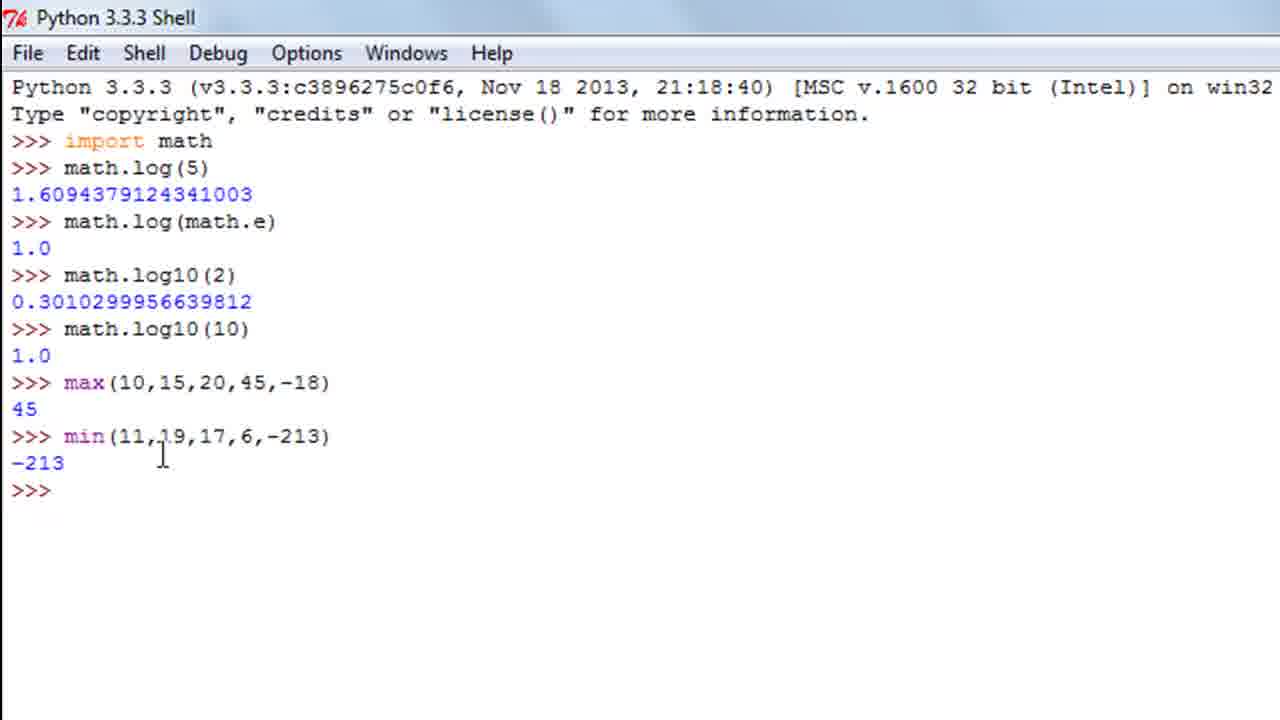 Python 3.3.3 Shell
File Edit Shell Debug Options Windows Help
Python 3.3.3 (v3.3.3:c3896275c0f6, Nov 18 2013, 21:18:40) [MSC v.1600 32 bit (Intel)] on win32
Type "copyright", "credits" or "license()" for more information.
>>> import math
>>> math.log(5)
1.6094379124341003
>>> math.log(math.e)
1.0
>>> math.log10(2)
0.3010299956639812
>>> math.log10(10)
1.0
>>> max(10,15,20,45,-18)
45
>>> min(11,19,17,6,-213)
-213
>>>